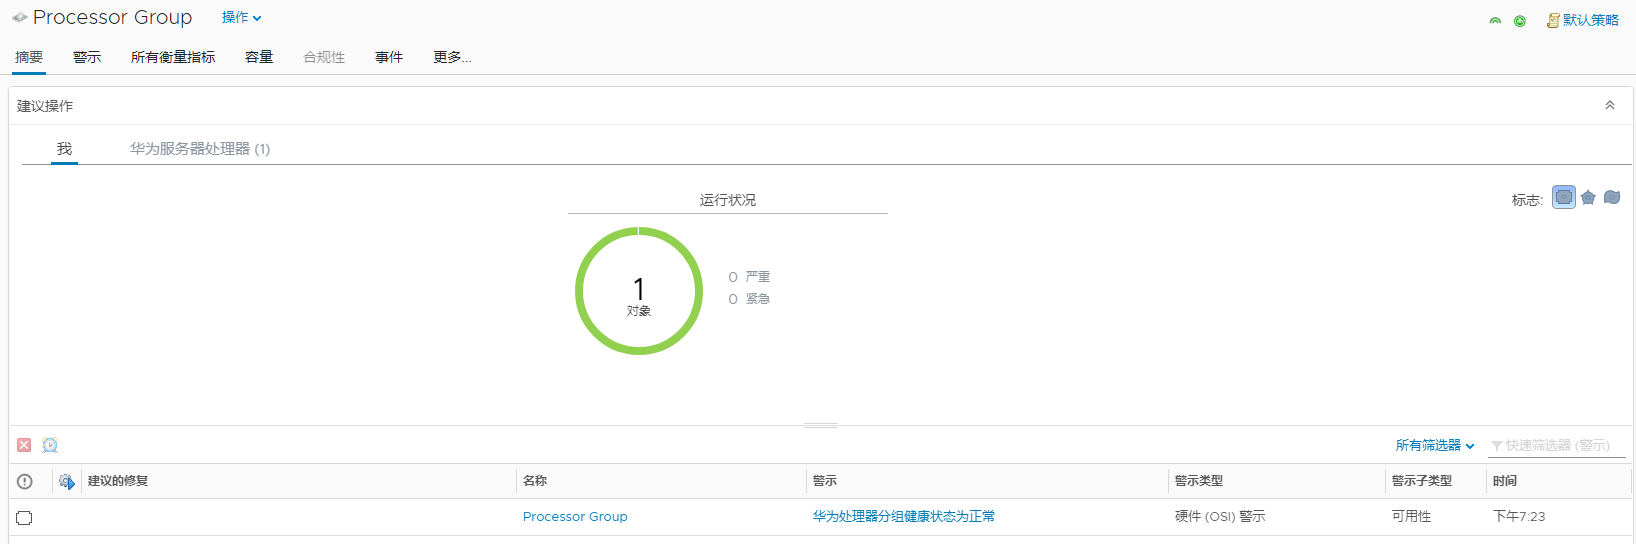 Processor Group 操作 默认策略
摘要 警示 所有衡量指标 容量 合规性 事件 更多...
建议操作
我 华为服务器处理器 (1)
运行状况 标志:
1
对象
0 严重
0 紧急
所有筛选器 快速筛选器 (警示)
建议的修复 名称 警示 警示类型 警示子类型 时间
Processor Group 华为处理器分组健康状态为正常 硬件 (OSI) 警示 可用性 下午7:23